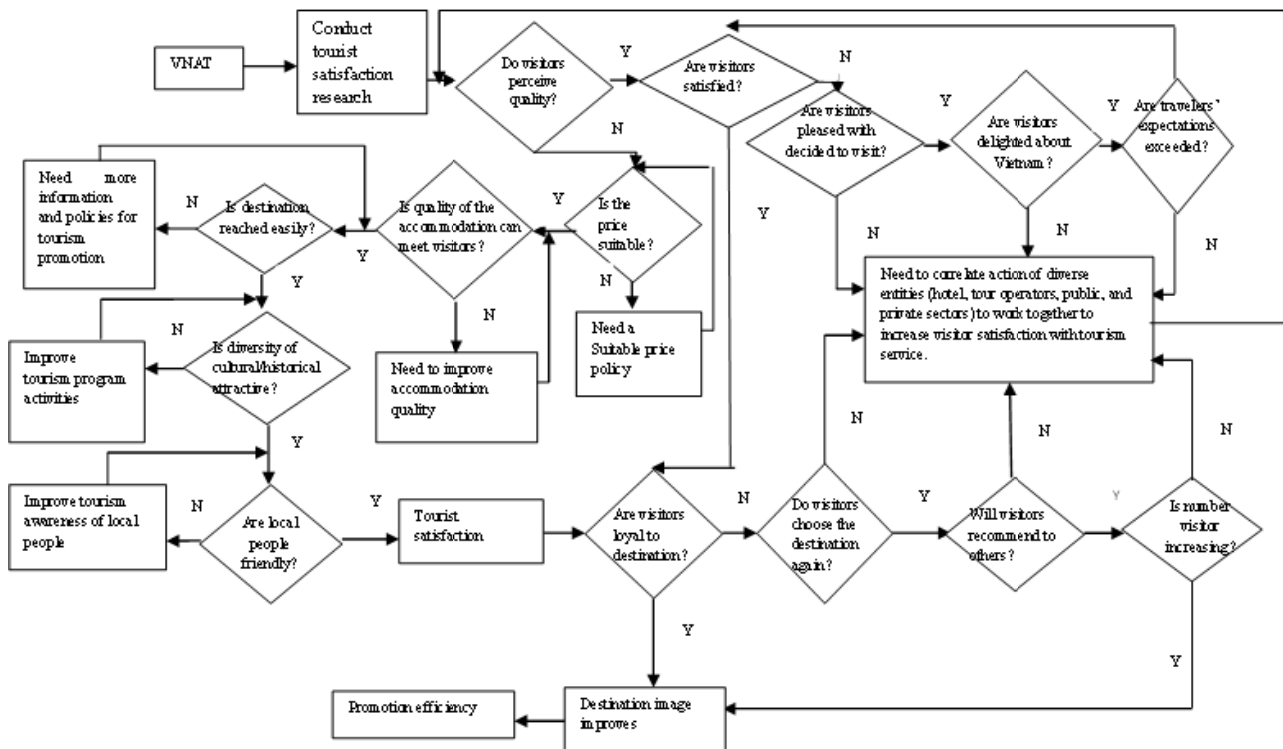 VNAT
Conduct
tourist
satisfaction
research
Do visitors
perceive
quality?
Y
Are visitors
satisfied?
N
Are visitors
pleased with
decided to visit?
Y
Are visitors
delighted about
Vietnam?
Y
Are travelers'
expectations
exceeded?
N
Y
N
N
N
Need more
information
and policies for
tourism
promotion
N
Is destination
reached easily?
Y
Is quality of the
accommodation can
meet visitors?
Y
Is the
price
suitable?
Need to correlate action of diverse
entities (hotel, tour operators, public, and
private sectors) to work together to
increase visitor satisfaction with tourism
service.
Y
N
N
Improve
tourism program
activities
N
Is diversity of
cultural/historical
attractive?
Need to improve
accommodation
quality
Need a
Suitable price
policy
Y
N
N
N
Improve tourism
awareness of local
people
N
Are local
people
friendly?
Y
Tourist
satisfaction
Are visitors
loyal to
destination?
N
Do visitors
choose the
destination
again?
Y
Will visitors
recommend to
others?
Y
Is number
visitor
increasing?
Y
Y
Promotion efficiency
Destination image
improves